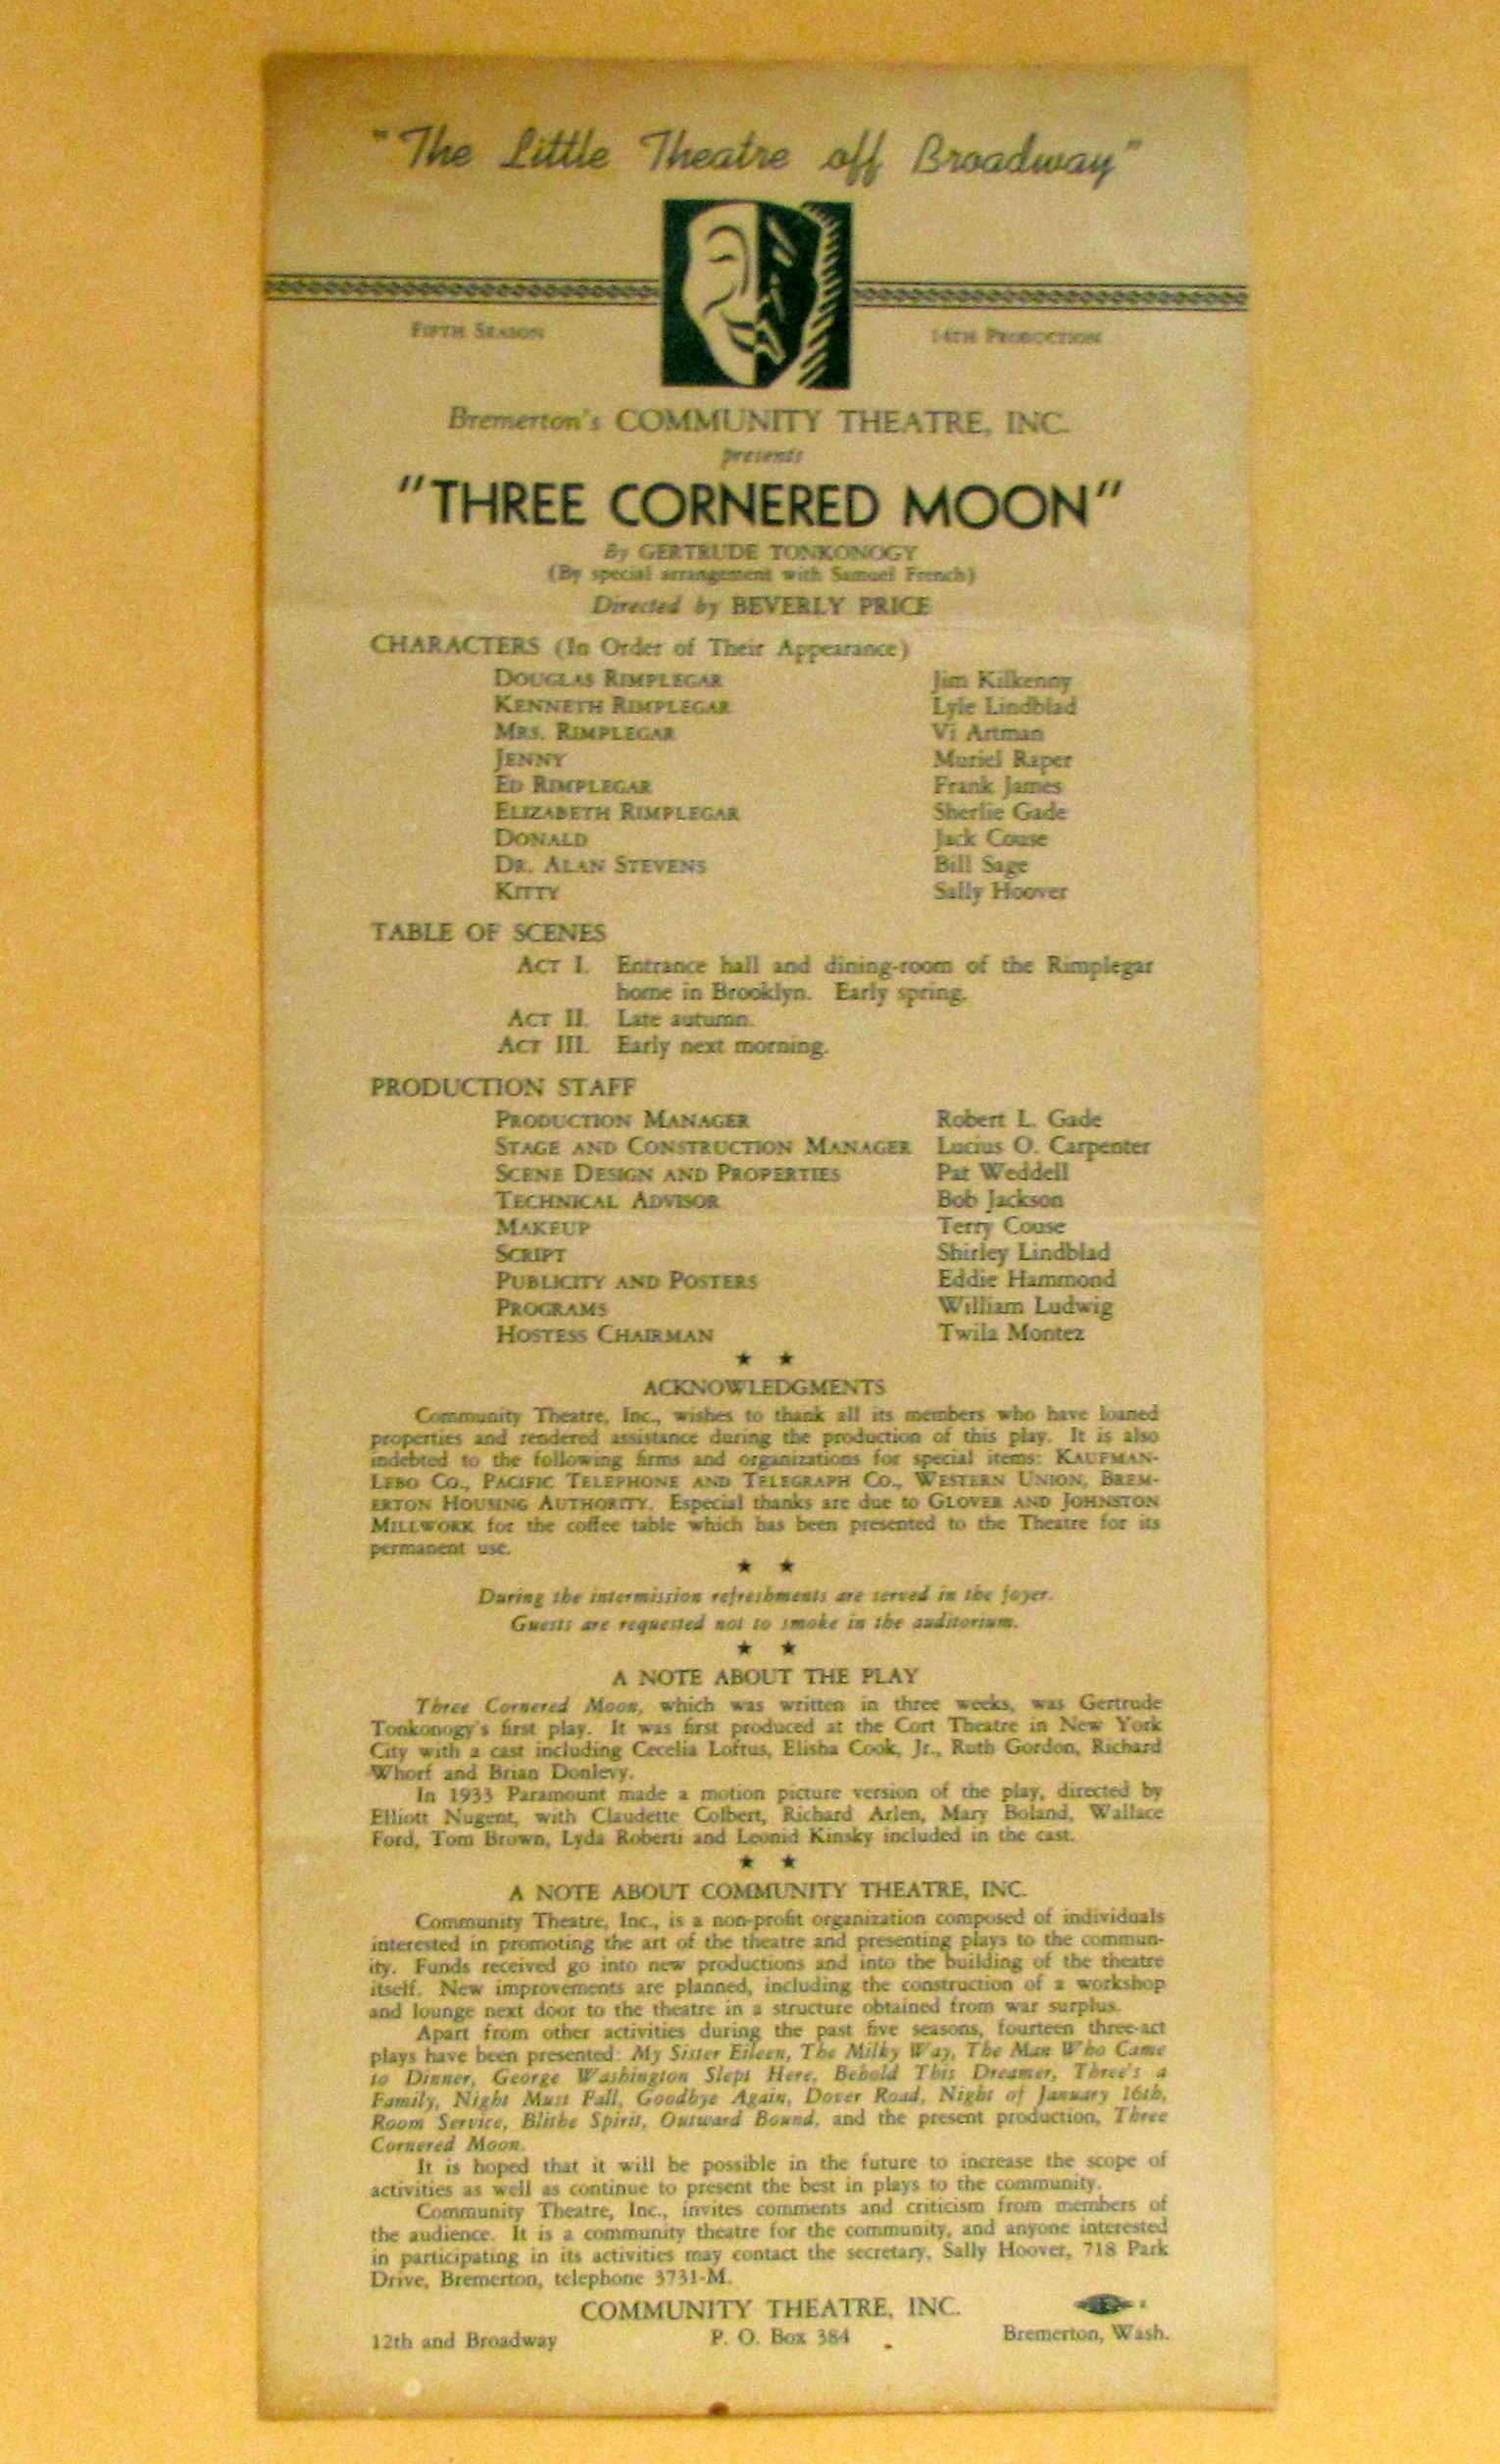 "The Little Theatre off Broadway"
FIFTH SEASON
14TH PRODUCTION
Bremerton's COMMUNITY THEATRE, INC.
presents
"THREE CORNERED MOON"
By GERTRUDE TONKONOGY
(By special arrangement with Samuel French)
Directed by BEVERLY PRICE
CHARACTERS (In Order of Their Appearance)
DOUGLAS RIMPLEGAR Jim Kilkenny
KENNETH RIMPLEGAR Lyle Lindblad
MRS. RIMPLEGAR Vi Artman
JENNY Muriel Raper
ED RIMPLEGAR Frank James
ELIZABETH RIMPLEGAR Sherlie Gade
DONALD Jack Couse
DR. ALAN STEVENS Bill Sage
KITTY Sally Hoover
TABLE OF SCENES
ACT I. Entrance hall and dining-room of the Rimplegar
home in Brooklyn. Early spring.
ACT II. Late autumn.
ACT III. Early next morning.
PRODUCTION STAFF
PRODUCTION MANAGER Robert L. Gade
STAGE AND CONSTRUCTION MANAGER Lucius O. Carpenter
SCENE DESIGN AND PROPERTIES Pat Weddell
TECHNICAL ADVISOR Bob Jackson
MAKEUP Terry Couse
SCRIPT Shirley Lindblad
PUBLICITY AND POSTERS Eddie Hammond
PROGRAMS William Ludwig
HOSTESS CHAIRMAN Twila Montez
★ ★
ACKNOWLEDGMENTS
Community Theatre, Inc., wishes to thank all its members who have loaned
properties and rendered assistance during the production of this play. It is also
indebted to the following firms and organizations for special items: KAUFMAN-
LEBO CO., PACIFIC TELEPHONE AND TELEGRAPH CO., WESTERN UNION, BREM-
ERTON HOUSING AUTHORITY. Especial thanks are due to GLOVER AND JOHNSTON
MILLWORK for the coffee table which has been presented to the Theatre for its
permanent use.
★ ★
During the intermission refreshments are served in the foyer.
Guests are requested not to smoke in the auditorium.
★ ★
A NOTE ABOUT THE PLAY
Three Cornered Moon, which was written in three weeks, was Gertrude
Tonkonogy's first play. It was first produced at the Cort Theatre in New York
City with a cast including Cecelia Loftus, Elisha Cook, Jr., Ruth Gordon, Richard
Whorf and Brian Donlevy.
In 1933 Paramount made a motion picture version of the play, directed by
Elliott Nugent, with Claudette Colbert, Richard Arlen, Mary Boland, Wallace
Ford, Tom Brown, Lyda Roberti and Leonid Kinsky included in the cast.
★ ★
A NOTE ABOUT COMMUNITY THEATRE, INC.
Community Theatre, Inc., is a non-profit organization composed of individuals
interested in promoting the art of the theatre and presenting plays to the commun-
ity. Funds received go into new productions and into the building of the theatre
itself. New improvements are planned, including the construction of a workshop
and lounge next door to the theatre in a structure obtained from war surplus.
Apart from other activities during the past five seasons, fourteen three-act
plays have been presented: My Sister Eileen, The Milky Way, The Man Who Came
to Dinner, George Washington Slept Here, Behold This Dreamer, Three's a
Family, Night Must Fall, Goodbye Again, Dover Road, Night of January 16th,
Room Service, Blithe Spirit, Outward Bound, and the present production, Three
Cornered Moon.
It is hoped that it will be possible in the future to increase the scope of
activities as well as continue to present the best in plays to the community.
Community Theatre, Inc., invites comments and criticism from members of
the audience. It is a community theatre for the community, and anyone interested
in participating in its activities may contact the secretary, Sally Hoover, 718 Park
Drive, Bremerton, telephone 3731-M.
COMMUNITY THEATRE, INC.
12th and Broadway P. O. Box 384 Bremerton, Wash.